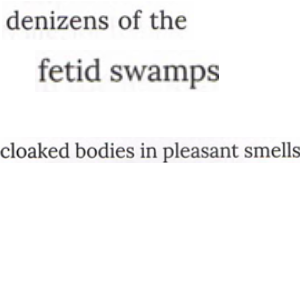 denizens of the
fetid swamps
cloaked bodies in pleasant smells